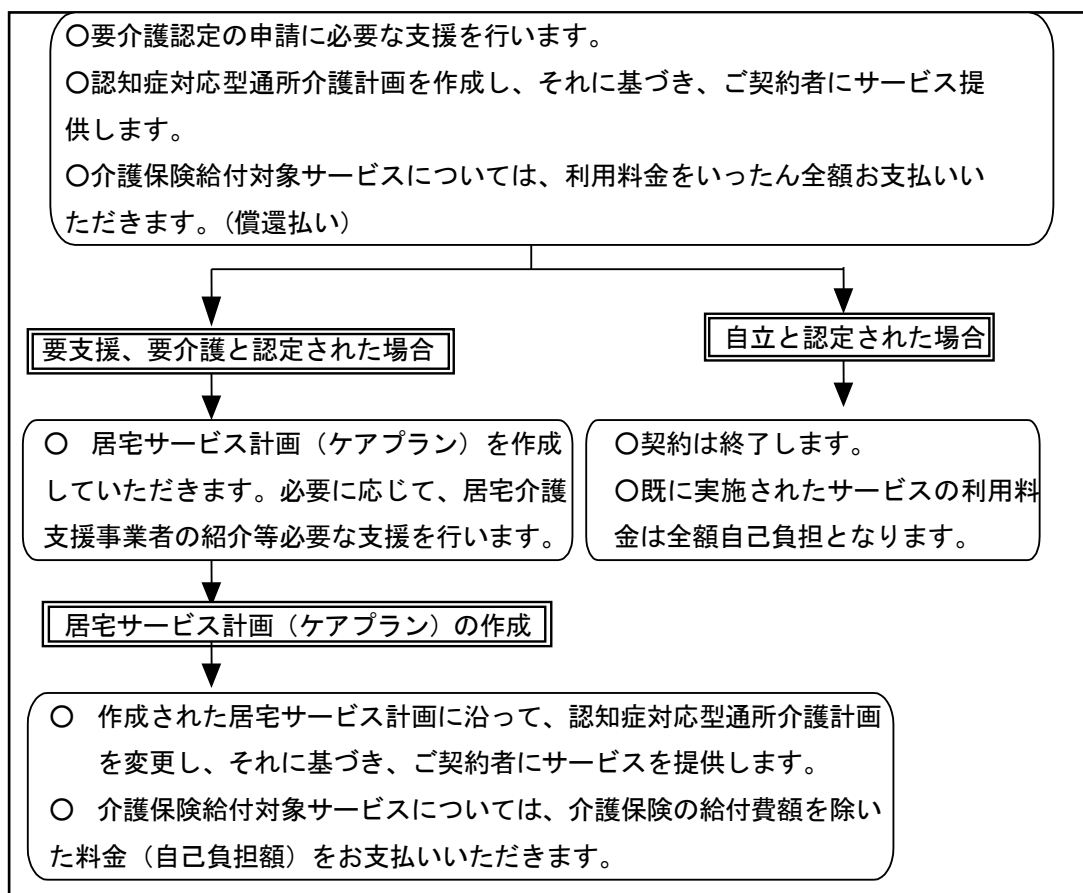 ○要介護認定の申請に必要な支援を行います。
○認知症対応型通所介護計画を作成し、それに基づき、ご契約者にサービス提
供します。
○介護保険給付対象サービスについては、利用料金をいったん全額お支払いい
ただきます。(償還払い)
要支援、要介護と認定された場合
自立と認定された場合
○　居宅サービス計画（ケアプラン）を作成
していただきます。必要に応じて、居宅介護
支援事業者の紹介等必要な支援を行います。
○契約は終了します。
○既に実施されたサービスの利用料
金は全額自己負担となります。
居宅サービス計画（ケアプラン）の作成
○　作成された居宅サービス計画に沿って、認知症対応型通所介護計画
を変更し、それに基づき、ご契約者にサービスを提供します。
○　介護保険給付対象サービスについては、介護保険の給付費額を除い
た料金（自己負担額）をお支払いいただきます。